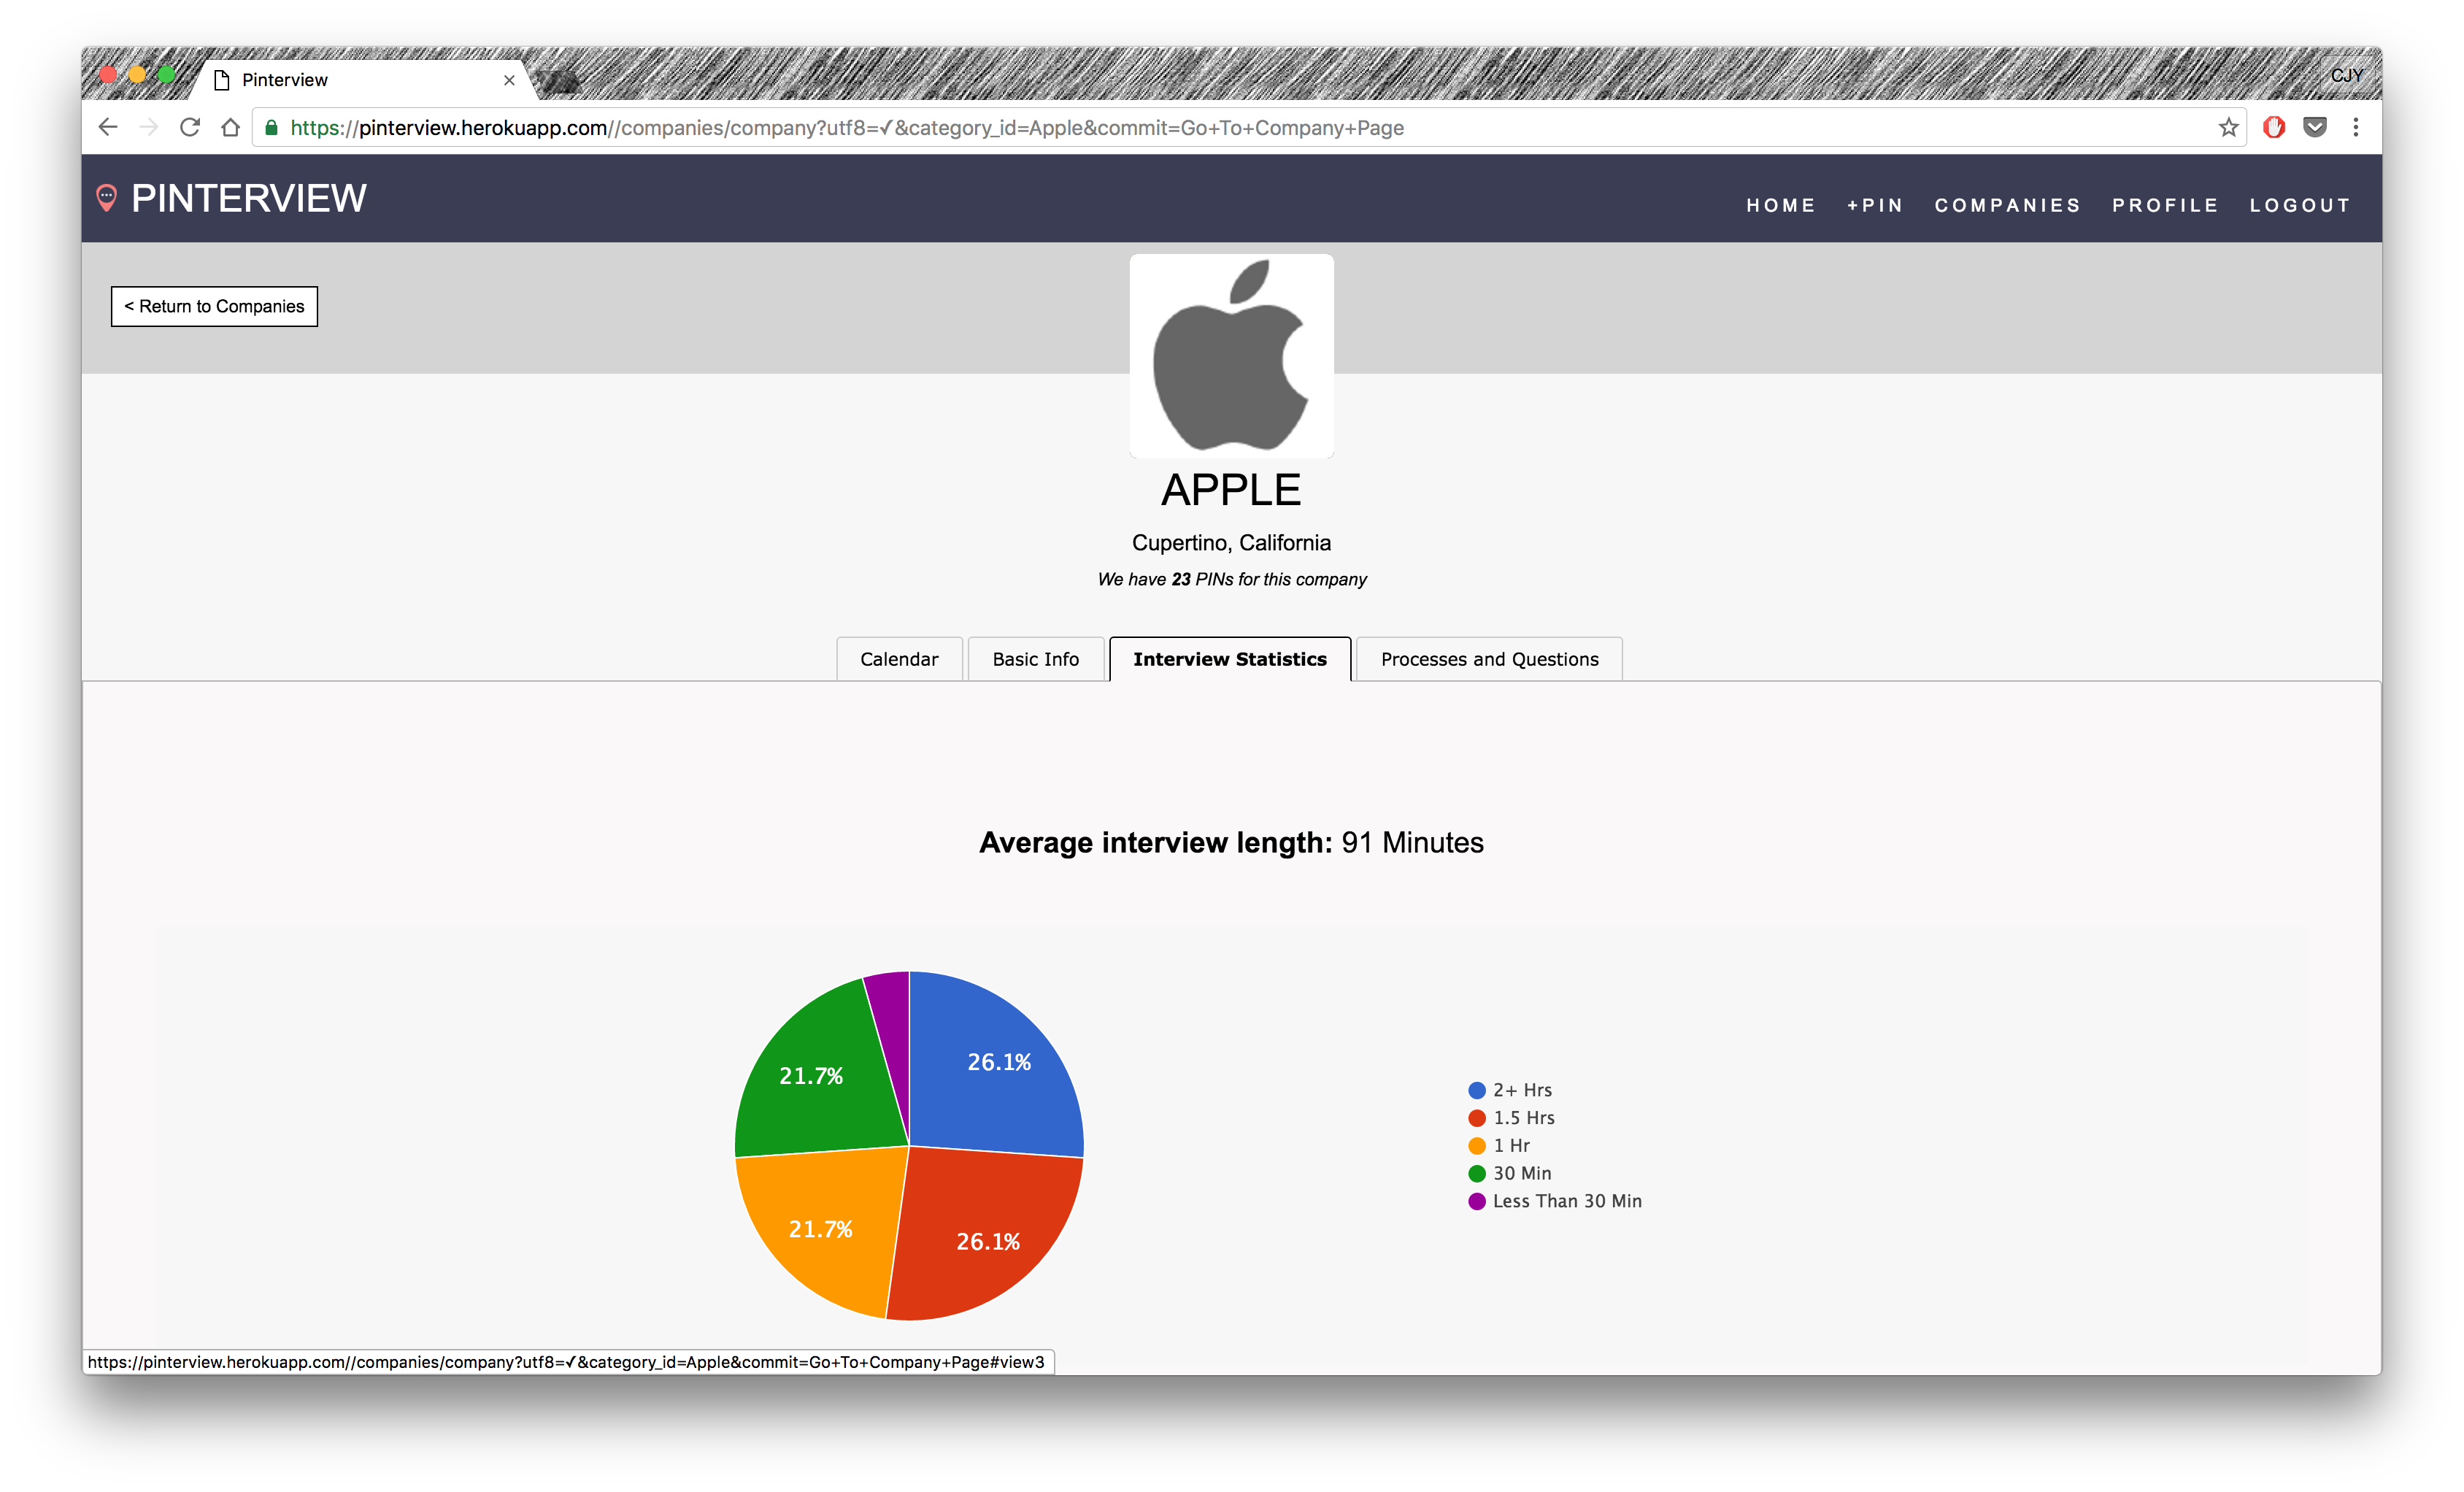 Pinterview
CJY
https://pinterview.herokuapp.com//companies/company?utf8=✓&category_id=Apple&commit=Go+To+Company+Page
PINTERVIEW
HOME +PIN COMPANIES PROFILE LOGOUT
< Return to Companies
APPLE
Cupertino, California
We have 23 PINs for this company
Calendar Basic Info Interview Statistics Processes and Questions
Average interview length: 91 Minutes
26.1%
21.7%
21.7%
26.1%
2+ Hrs
1.5 Hrs
1 Hr
30 Min
Less Than 30 Min
https://pinterview.herokuapp.com//companies/company?utf8=✓&category_id=Apple&commit=Go+To+Company+Page#view3